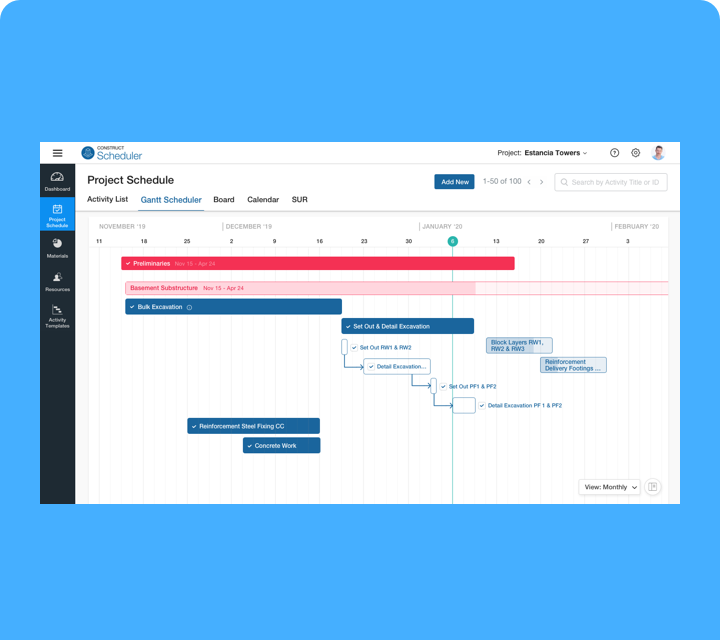 CONSTRUCT
Scheduler
Project: Estancia Towers
Dashboard
Project Schedule
Materials
Resources
Activity Templates
Project Schedule
Add New
1-50 of 100
Search by Activity Title or ID
Activity List
Gantt Scheduler
Board
Calendar
SUR
NOVEMBER '19
DECEMBER '19
JANUARY '20
FEBRUARY '20
11 18 25 2 9 16 23 30 6 13 20 27 3
Preliminaries Nov 15 - Apr 24
Basement Substructure Nov 15 - Apr 24
Bulk Excavation
Set Out & Detail Excavation
Set Out RW1 & RW2
Block Layers RW1,
RW2 & RW3
Detail Excavation...
Reinforcement
Delivery Footings ...
Set Out PF1 & PF2
Detail Excavation PF 1 & PF2
Reinforcement Steel Fixing CC
Concrete Work
View: Monthly